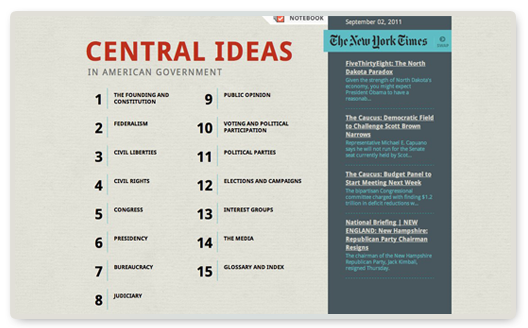 NOTEBOOK
CENTRAL IDEAS
IN AMERICAN GOVERNMENT
1 THE FOUNDING AND
CONSTITUTION
2 FEDERALISM
3 CIVIL LIBERTIES
4 CIVIL RIGHTS
5 CONGRESS
6 PRESIDENCY
7 BUREAUCRACY
8 JUDICIARY
9 PUBLIC OPINION
10 VOTING AND POLITICAL
PARTICIPATION
11 POLITICAL PARTIES
12 ELECTIONS AND CAMPAIGNS
13 INTEREST GROUPS
14 THE MEDIA
15 GLOSSARY AND INDEX
September 02, 2011
The New York Times
FiveThirtyEight: The North
Dakota Paradox
Given the strength of North Dakota's
economy, you might expect
President Obama to have a
reasonab...
The Caucus: Democratic Field
to Challenge Scott Brown
Narrows
Representative Michael E. Capuano
says he will not run for the Senate
seat currently held by Scot...
The Caucus: Budget Panel to
Start Meeting Next Week
The bipartisan Congressional
committee charged with finding $1.2
trillion in deficit reductions w...
National Briefing | NEW
ENGLAND: New Hampshire:
Republican Party Chairman
Resigns
The chairman of the New Hampshire
Republican Party, Jack Kimball,
resigned Thursday.